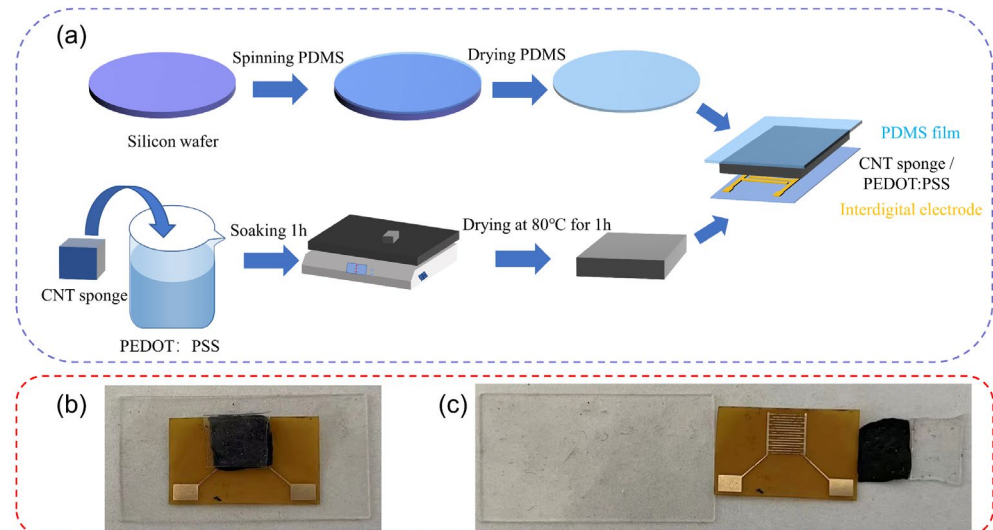 (a)
Spinning PDMS
Drying PDMS
Silicon wafer
PDMS film
CNT sponge /
PEDOT:PSS
Interdigital electrode
Soaking 1h
Drying at 80℃ for 1h
CNT sponge
PEDOT: PSS
(b)
(c)